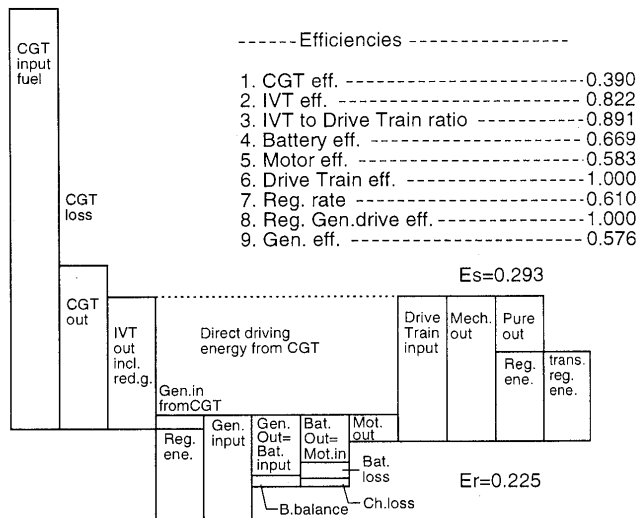 CGT
input
fuel
------Efficiencies ----------------
1. CGT eff. ------------------------0.390
2. IVT eff. -------------------------0.822
3. IVT to Drive Train ratio ----------0.891
4. Battery eff. ---------------------0.669
5. Motor eff. ----------------------0.583
6. Drive Train eff. -----------------1.000
7. Reg. rate ----------------------0.610
8. Reg. Gen.drive eff. -------------1.000
9. Gen. eff. -----------------------0.576
CGT
loss
Es=0.293
CGT
out
IVT
out
incl.
red.g.
Direct driving
energy from CGT
Drive
Train
input
Mech.
out
Pure
out
Reg.
ene.
trans.
reg.
ene.
Gen.in
fromCGT
Reg.
ene.
Gen.
input
Gen.
Out=
Bat.
input
Bat.
Out=
Mot.in
Mot.
out
Bat.
loss
Er=0.225
B.balance
Ch.loss